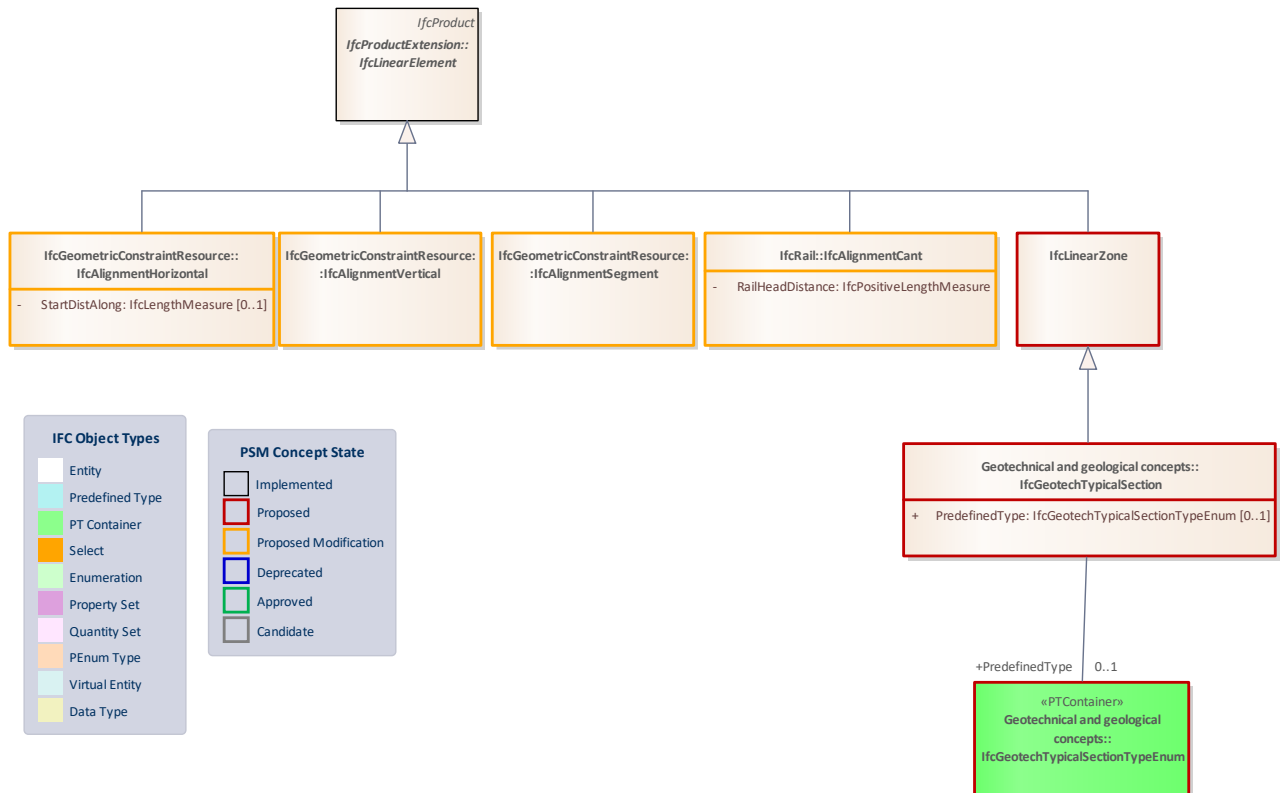 IfcProduct
IfcProductExtension::
IfcLinearElement
IfcGeometricConstraintResource::
IfcAlignmentHorizontal
- StartDistAlong: IfcLengthMeasure [0..1]
IfcGeometricConstraintResource:
:IfcAlignmentVertical
IfcGeometricConstraintResource:
:IfcAlignmentSegment
IfcRail::IfcAlignmentCant
- RailHeadDistance: IfcPositiveLengthMeasure
IfcLinearZone
IFC Object Types
Entity
Predefined Type
PT Container
Select
Enumeration
Property Set
Quantity Set
PEnum Type
Virtual Entity
Data Type
PSM Concept State
Implemented
Proposed
Proposed Modification
Deprecated
Approved
Candidate
Geotechnical and geological concepts::
IfcGeotechTypicalSection
+ PredefinedType: IfcGeotechTypicalSectionTypeEnum [0..1]
+PredefinedType 0..1
«PTContainer»
Geotechnical and geological
concepts::
IfcGeotechTypicalSectionTypeEnum